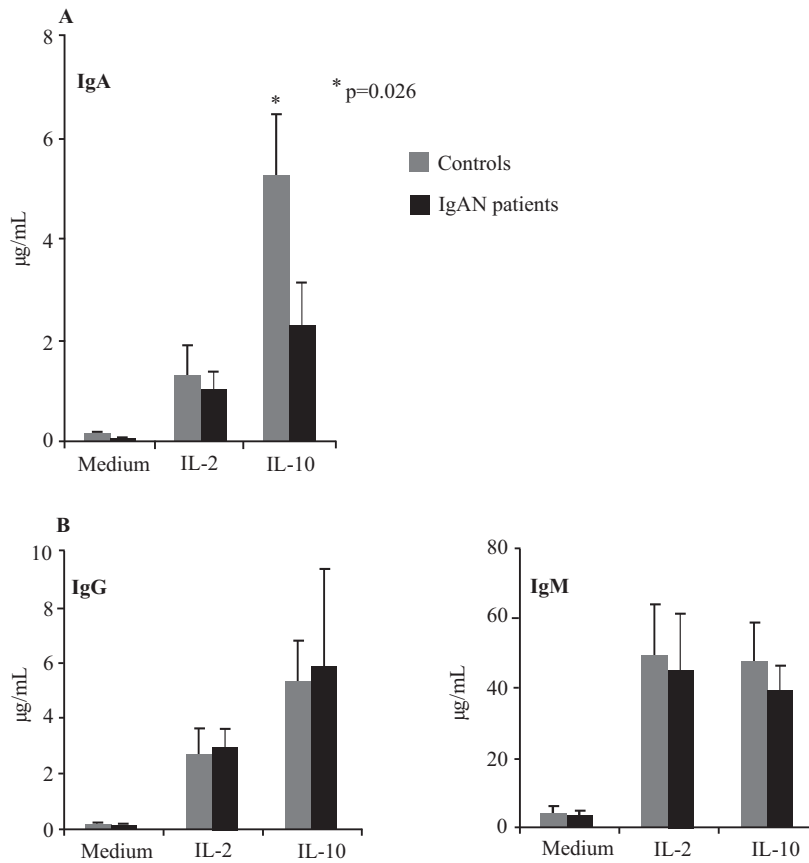 A
8
6
4
2
0
µg/mL
IgA
*
* p=0.026
Controls
IgAN patients
Medium IL-2 IL-10
B
10
8
6
4
2
0
µg/mL
IgG
Medium IL-2 IL-10
80
60
40
20
0
µg/mL
IgM
Medium IL-2 IL-10